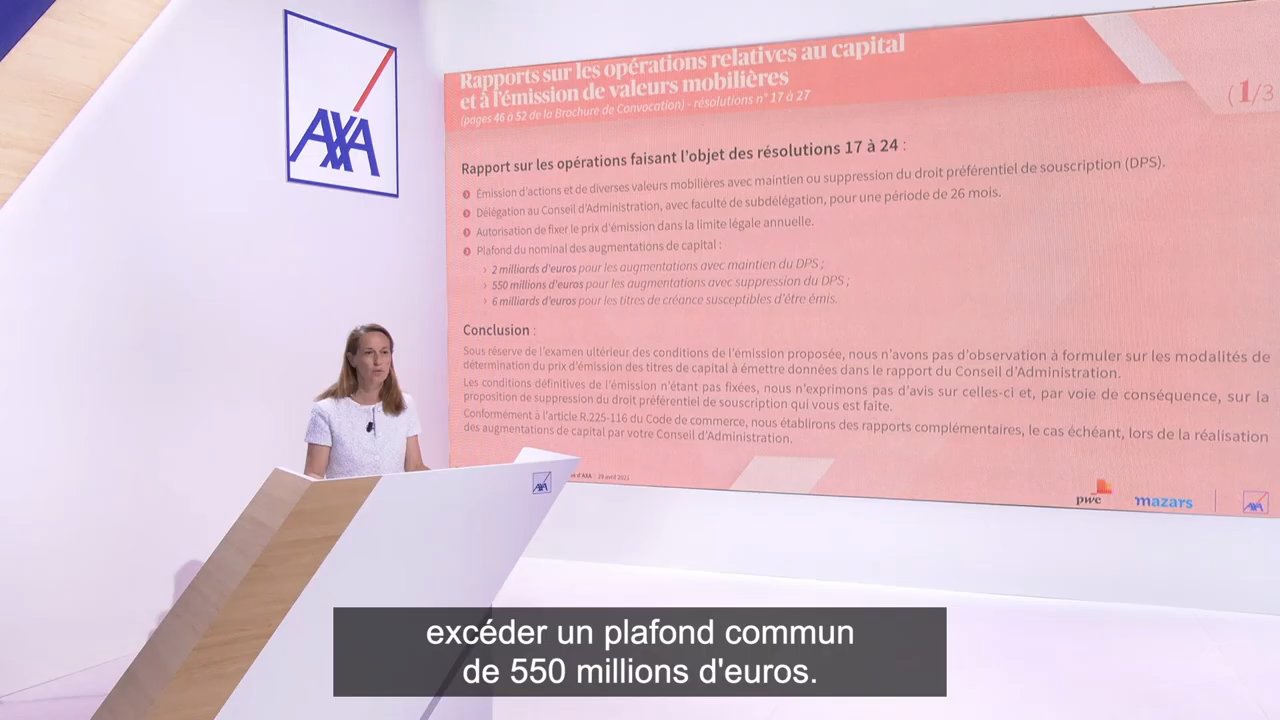 AXA
Rapports sur les opérations relatives au capital
et à l'émission de valeurs mobilières
(pages 46 à 52 de la Brochure de Convocation) - résolutions n° 17 à 27
(1/3
Rapport sur les opérations faisant l'objet des résolutions 17 à 24 :
Émission d'actions et de diverses valeurs mobilières avec maintien ou suppression du droit préférentiel de souscription (DPS).
Délégation au Conseil d'Administration, avec faculté de subdélégation, pour une période de 26 mois.
Autorisation de fixer le prix d'émission dans la limite légale annuelle.
Plafond du nominal des augmentations de capital :
› 2 milliards d'euros pour les augmentations avec maintien du DPS ;
› 550 millions d'euros pour les augmentations avec suppression du DPS ;
› 6 milliards d'euros pour les titres de créance susceptibles d'être émis.
Conclusion :
Sous réserve de l'examen ultérieur des conditions de l'émission proposée, nous n'avons pas d'observation à formuler sur les modalités de
détermination du prix d'émission des titres de capital à émettre données dans le rapport du Conseil d'Administration.
Les conditions définitives de l'émission n'étant pas fixées, nous n'exprimons pas d'avis sur celles-ci et, par voie de conséquence, sur la
proposition de suppression du droit préférentiel de souscription qui vous est faite.
Conformément à l'article R.225-116 du Code de commerce, nous établirons des rapports complémentaires, le cas échéant, lors de la réalisation
des augmentations de capital par votre Conseil d'Administration.
d'AXA | 29 avril 2021
pwc
mazars
AXA
AXA
excéder un plafond commun
de 550 millions d'euros.